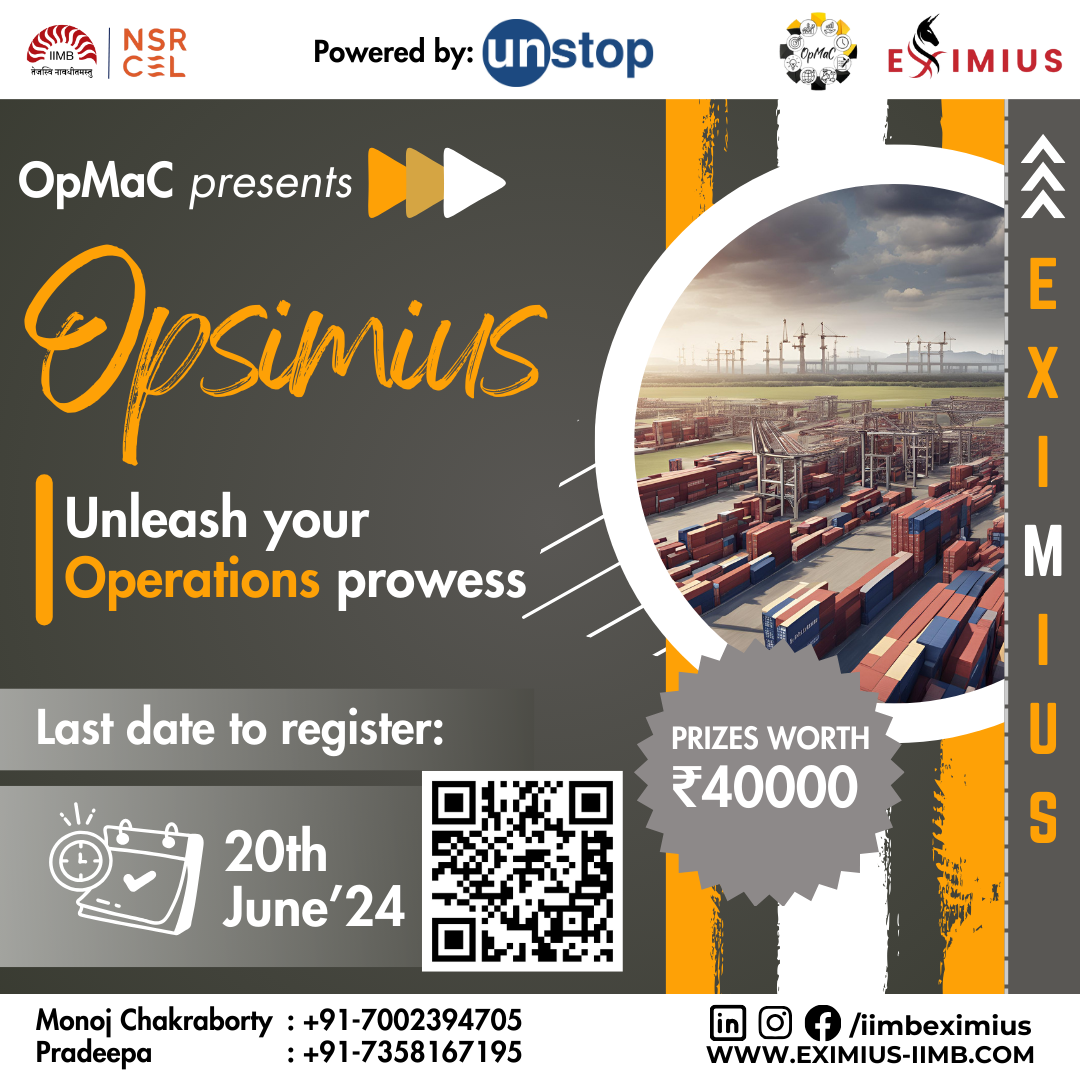 IIMB
तेजस्वि नावधीतमस्तु
NSR
CEL
Powered by: unstop
OpMaC
EXIMIUS
OpMaC presents
Opsimius
Unleash your
Operations prowess
EXIMIUS
Last date to register:
20th
June’24
PRIZES WORTH
₹40000
Monoj Chakraborty : +91-7002394705
Pradeepa : +91-7358167195
in /iimbeximius
WWW.EXIMIUS-IIMB.COM